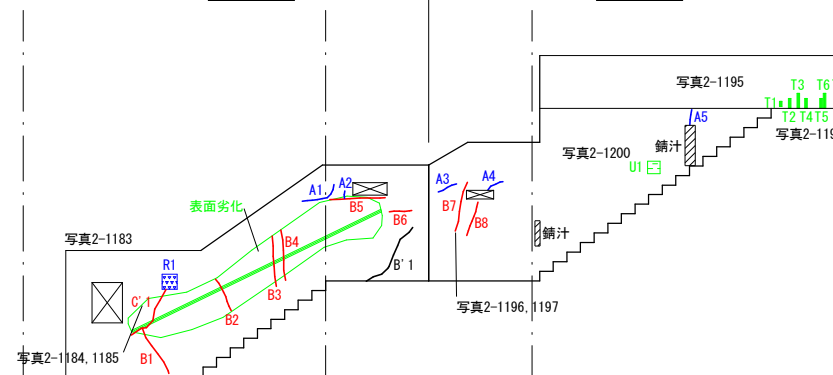 写真2-1195
T3
T6
T1
T2
T4
T5
A5
写真2-119
錆汁
写真2-1200
U1
A1
A2
A3
A4
B5
B6
B7
B8
表面劣化
錆汁
写真2-1183
B4
R1
B'1
B3
C'1
B2
写真2-1196,1197
写真2-1184,1185
B1